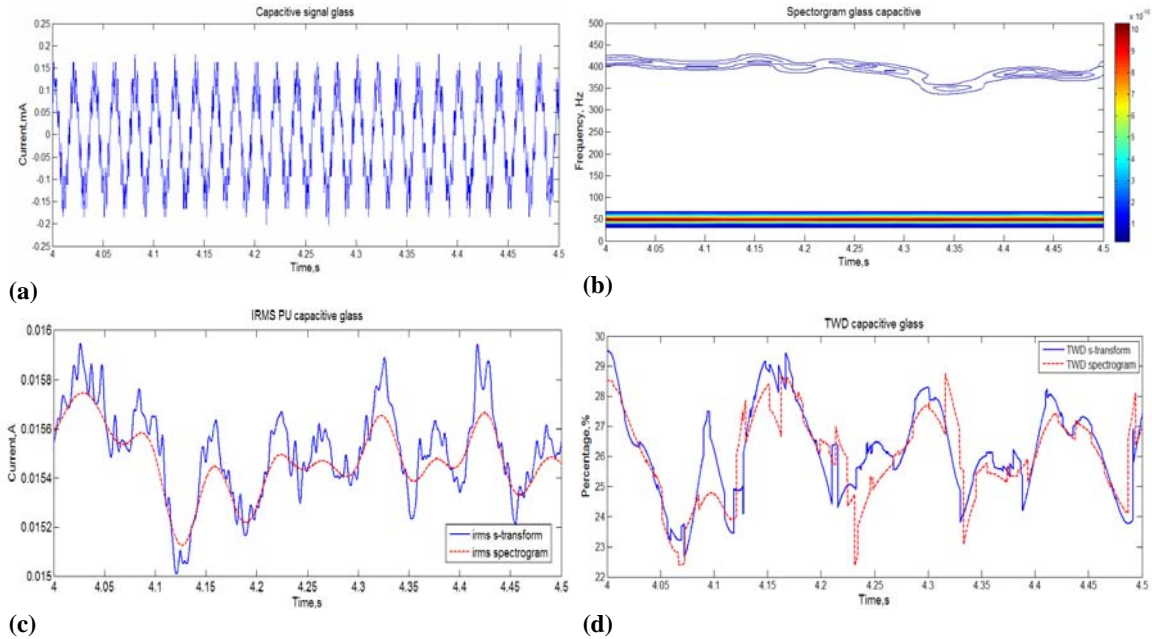 Capacitive signal glass
0.25
0.2
0.15
0.1
0.05
0
-0.05
-0.1
-0.15
-0.2
0.25
Current,mA
4 4.05 4.1 4.15 4.2 4.25 4.3 4.35 4.4 4.45 4.5
Time,s
(a)
Spectorgram glass capacitive
500
450
400
350
300
250
200
150
100
50
0
Frequency, Hz
4 4.05 4.1 4.15 4.2 4.25 4.3 4.35 4.4 4.45 4.5
Time,s
10
9
8
7
6
5
4
3
2
1
(b)
IRMS PU capacitive glass
0.016
0.0158
0.0156
0.0154
0.0152
0.015
Current,A
4 4.05 4.1 4.15 4.2 4.25 4.3 4.35 4.4 4.45 4.5
Time,s
irms s-transform
irms spectrogram
(c)
TWD capacitive glass
30
29
28
27
26
25
24
23
22
Percentage,%
4 4.05 4.1 4.15 4.2 4.25 4.3 4.35 4.4 4.45 4.5
Time,s
TWD s-transform
TWD spectrogram
(d)